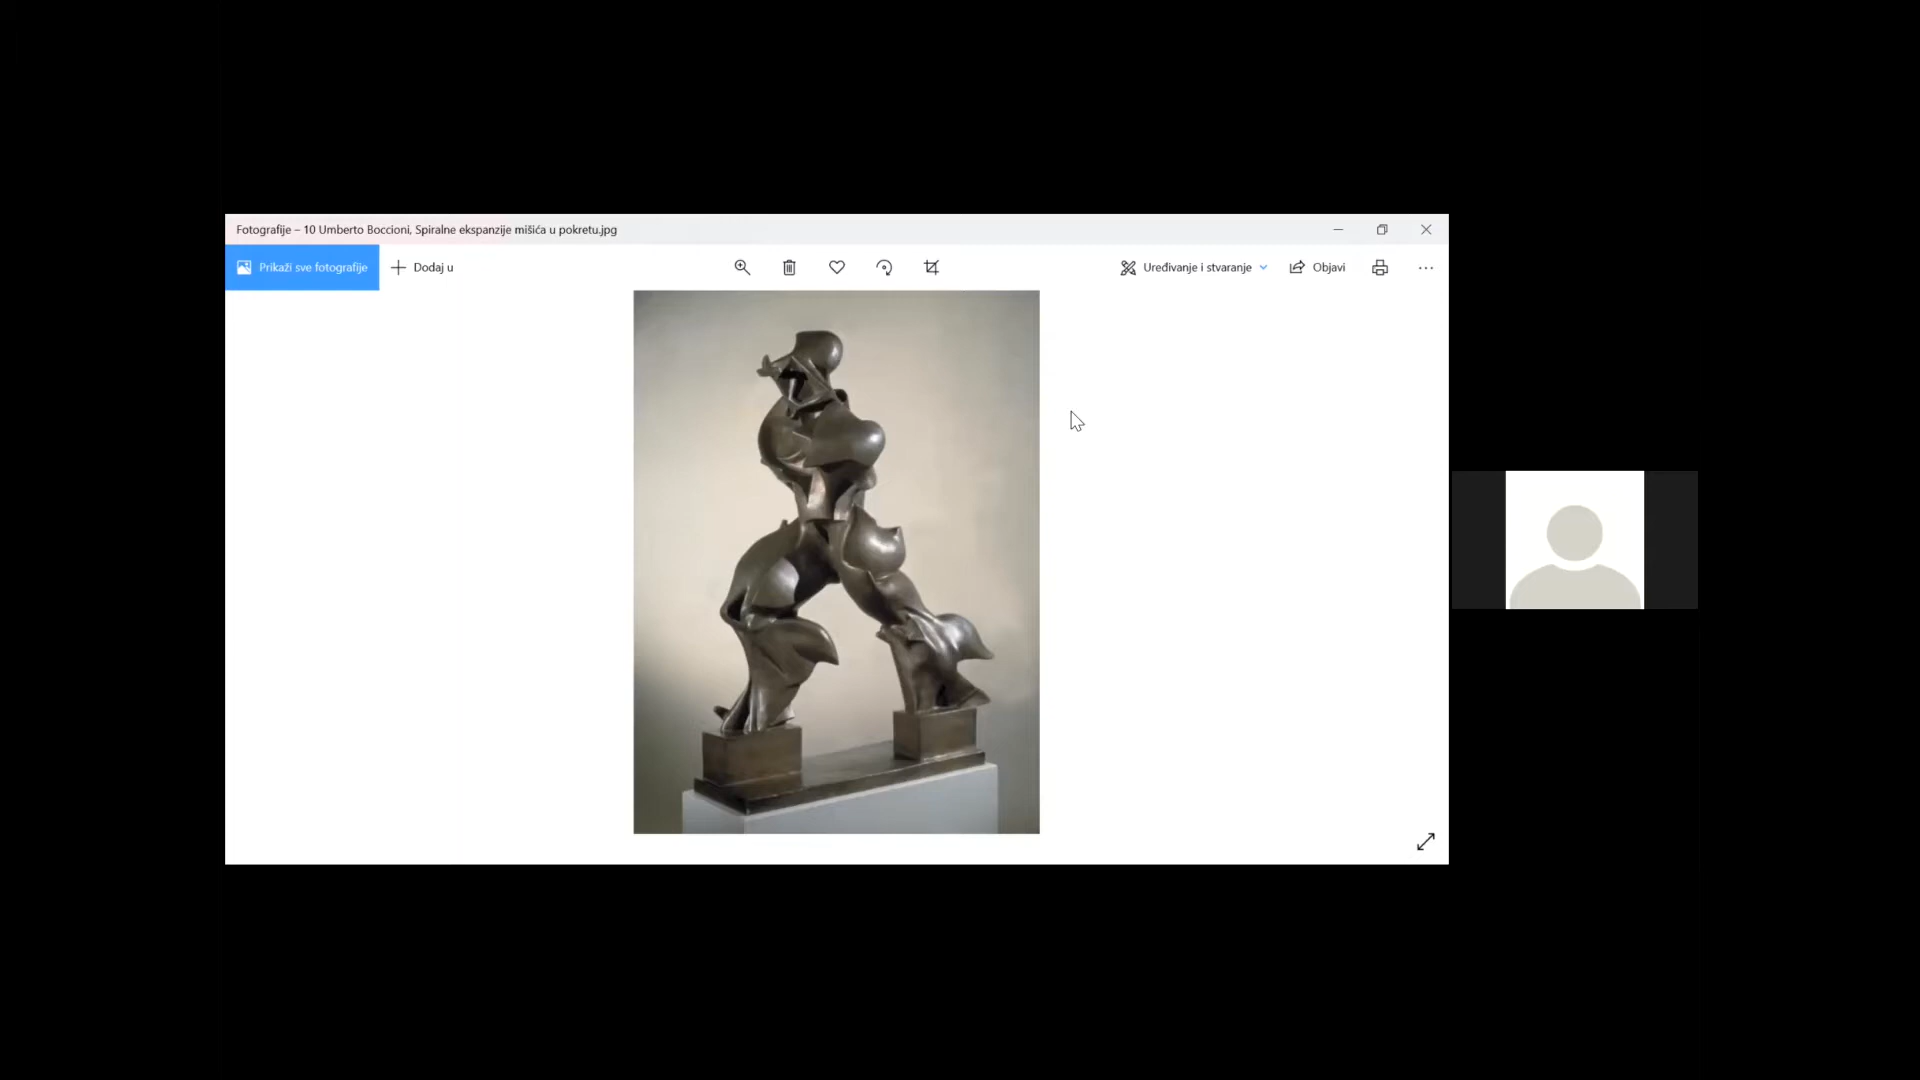 Fotografije – 10 Umberto Boccioni, Spiralne ekspanzije mišića u pokretu.jpg
Prikaži sve fotografije
Dodaj u
Uređivanje i stvaranje
Objavi